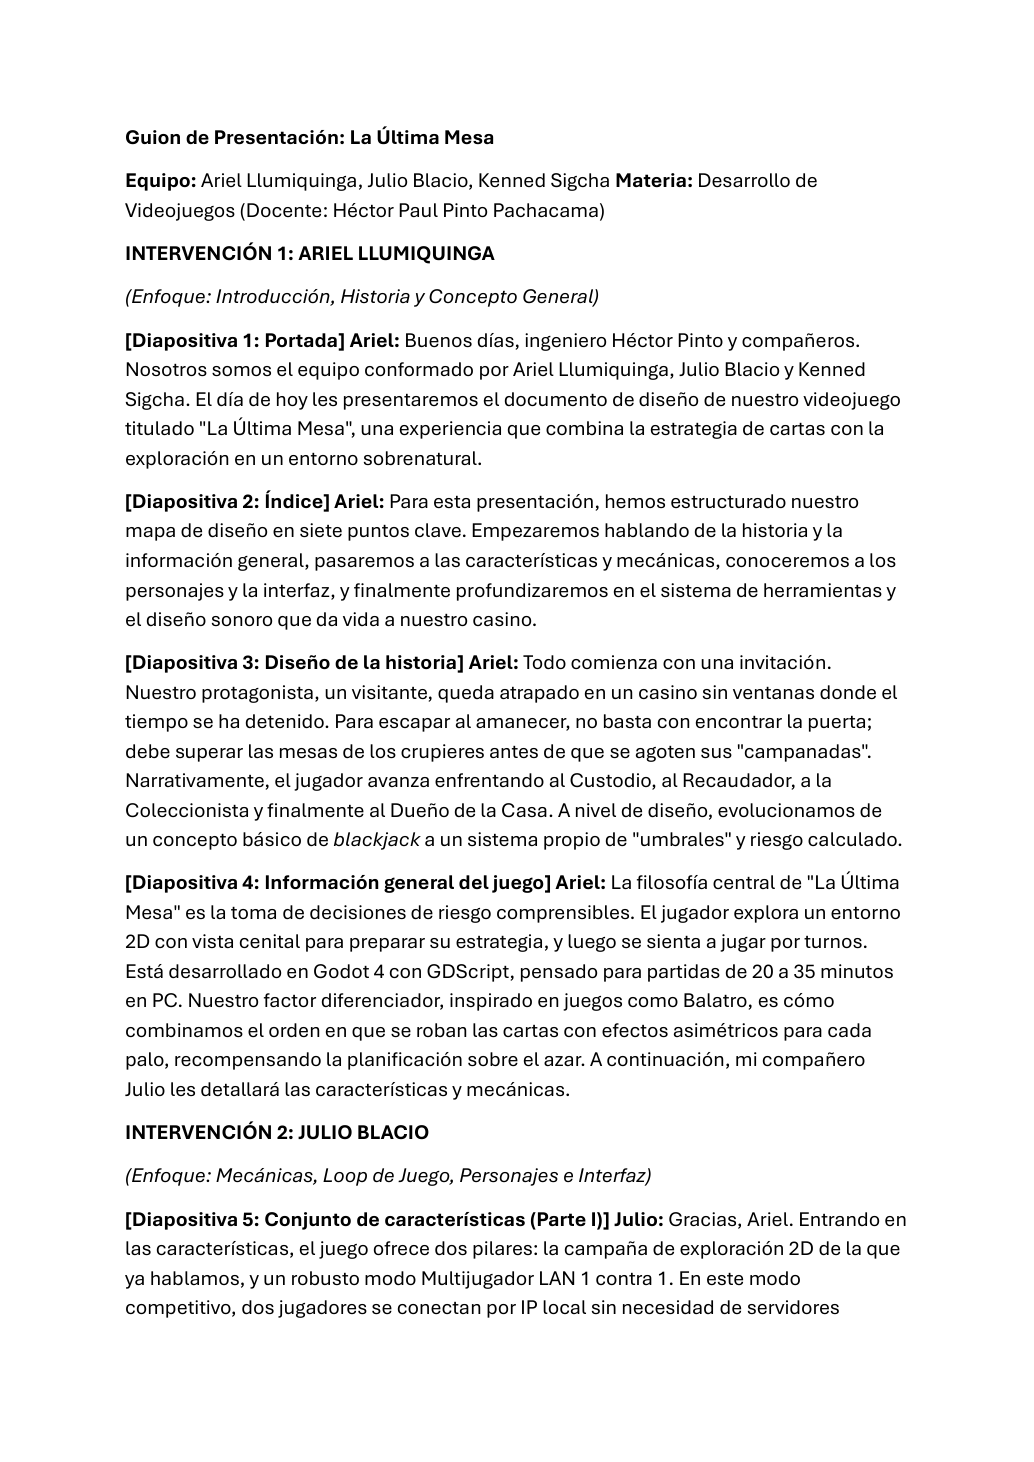 Guion de Presentación: La Última Mesa
Equipo: Ariel Llumiquinga, Julio Blacio, Kenned Sigcha Materia: Desarrollo de
Videojuegos (Docente: Héctor Paul Pinto Pachacama)
INTERVENCIÓN 1: ARIEL LLUMIQUINGA
(Enfoque: Introducción, Historia y Concepto General)
[Diapositiva 1: Portada] Ariel: Buenos días, ingeniero Héctor Pinto y compañeros.
Nosotros somos el equipo conformado por Ariel Llumiquinga, Julio Blacio y Kenned
Sigcha. El día de hoy les presentaremos el documento de diseño de nuestro videojuego
titulado "La Última Mesa", una experiencia que combina la estrategia de cartas con la
exploración en un entorno sobrenatural.
[Diapositiva 2: Índice] Ariel: Para esta presentación, hemos estructurado nuestro
mapa de diseño en siete puntos clave. Empezaremos hablando de la historia y la
información general, pasaremos a las características y mecánicas, conoceremos a los
personajes y la interfaz, y finalmente profundizaremos en el sistema de herramientas y
el diseño sonoro que da vida a nuestro casino.
[Diapositiva 3: Diseño de la historia] Ariel: Todo comienza con una invitación.
Nuestro protagonista, un visitante, queda atrapado en un casino sin ventanas donde el
tiempo se ha detenido. Para escapar al amanecer, no basta con encontrar la puerta;
debe superar las mesas de los crupieres antes de que se agoten sus "campanadas".
Narrativamente, el jugador avanza enfrentando al Custodio, al Recaudador, a la
Coleccionista y finalmente al Dueño de la Casa. A nivel de diseño, evolucionamos de
un concepto básico de blackjack a un sistema propio de "umbrales" y riesgo calculado.
[Diapositiva 4: Información general del juego] Ariel: La filosofía central de "La Última
Mesa" es la toma de decisiones de riesgo comprensibles. El jugador explora un entorno
2D con vista cenital para preparar su estrategia, y luego se sienta a jugar por turnos.
Está desarrollado en Godot 4 con GDScript, pensado para partidas de 20 a 35 minutos
en PC. Nuestro factor diferenciador, inspirado en juegos como Balatro, es cómo
combinamos el orden en que se roban las cartas con efectos asimétricos para cada
palo, recompensando la planificación sobre el azar. A continuación, mi compañero
Julio les detallará las características y mecánicas.
INTERVENCIÓN 2: JULIO BLACIO
(Enfoque: Mecánicas, Loop de Juego, Personajes e Interfaz)
[Diapositiva 5: Conjunto de características (Parte I)] Julio: Gracias, Ariel. Entrando en
las características, el juego ofrece dos pilares: la campaña de exploración 2D de la que
ya hablamos, y un robusto modo Multijugador LAN 1 contra 1. En este modo
competitivo, dos jugadores se conectan por IP local sin necesidad de servidores